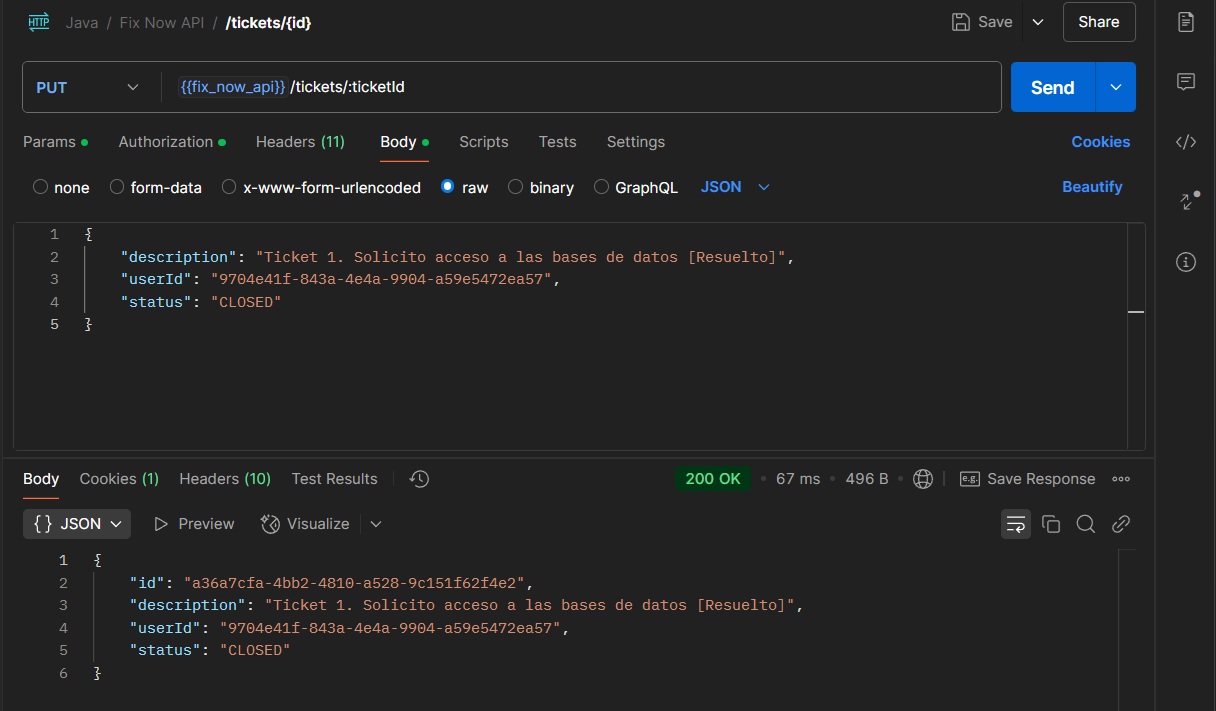 HTTP Java / Fix Now API / /tickets/{id} Save Share
PUT {{fix_now_api}} /tickets/:ticketId Send
Params Authorization Headers (11) Body Scripts Tests Settings Cookies
none form-data x-www-form-urlencoded raw binary GraphQL JSON Beautify
1 {
2 "description": "Ticket 1. Solicito acceso a las bases de datos [Resuelto]",
3 "userId": "9704e41f-843a-4e4a-9904-a59e5472ea57",
4 "status": "CLOSED"
5 }
Body Cookies (1) Headers (10) Test Results 200 OK • 67 ms • 496 B • e.g. Save Response
{} JSON Preview Visualize
1 {
2 "id": "a36a7cfa-4bb2-4810-a528-9c151f62f4e2",
3 "description": "Ticket 1. Solicito acceso a las bases de datos [Resuelto]",
4 "userId": "9704e41f-843a-4e4a-9904-a59e5472ea57",
5 "status": "CLOSED"
6 }